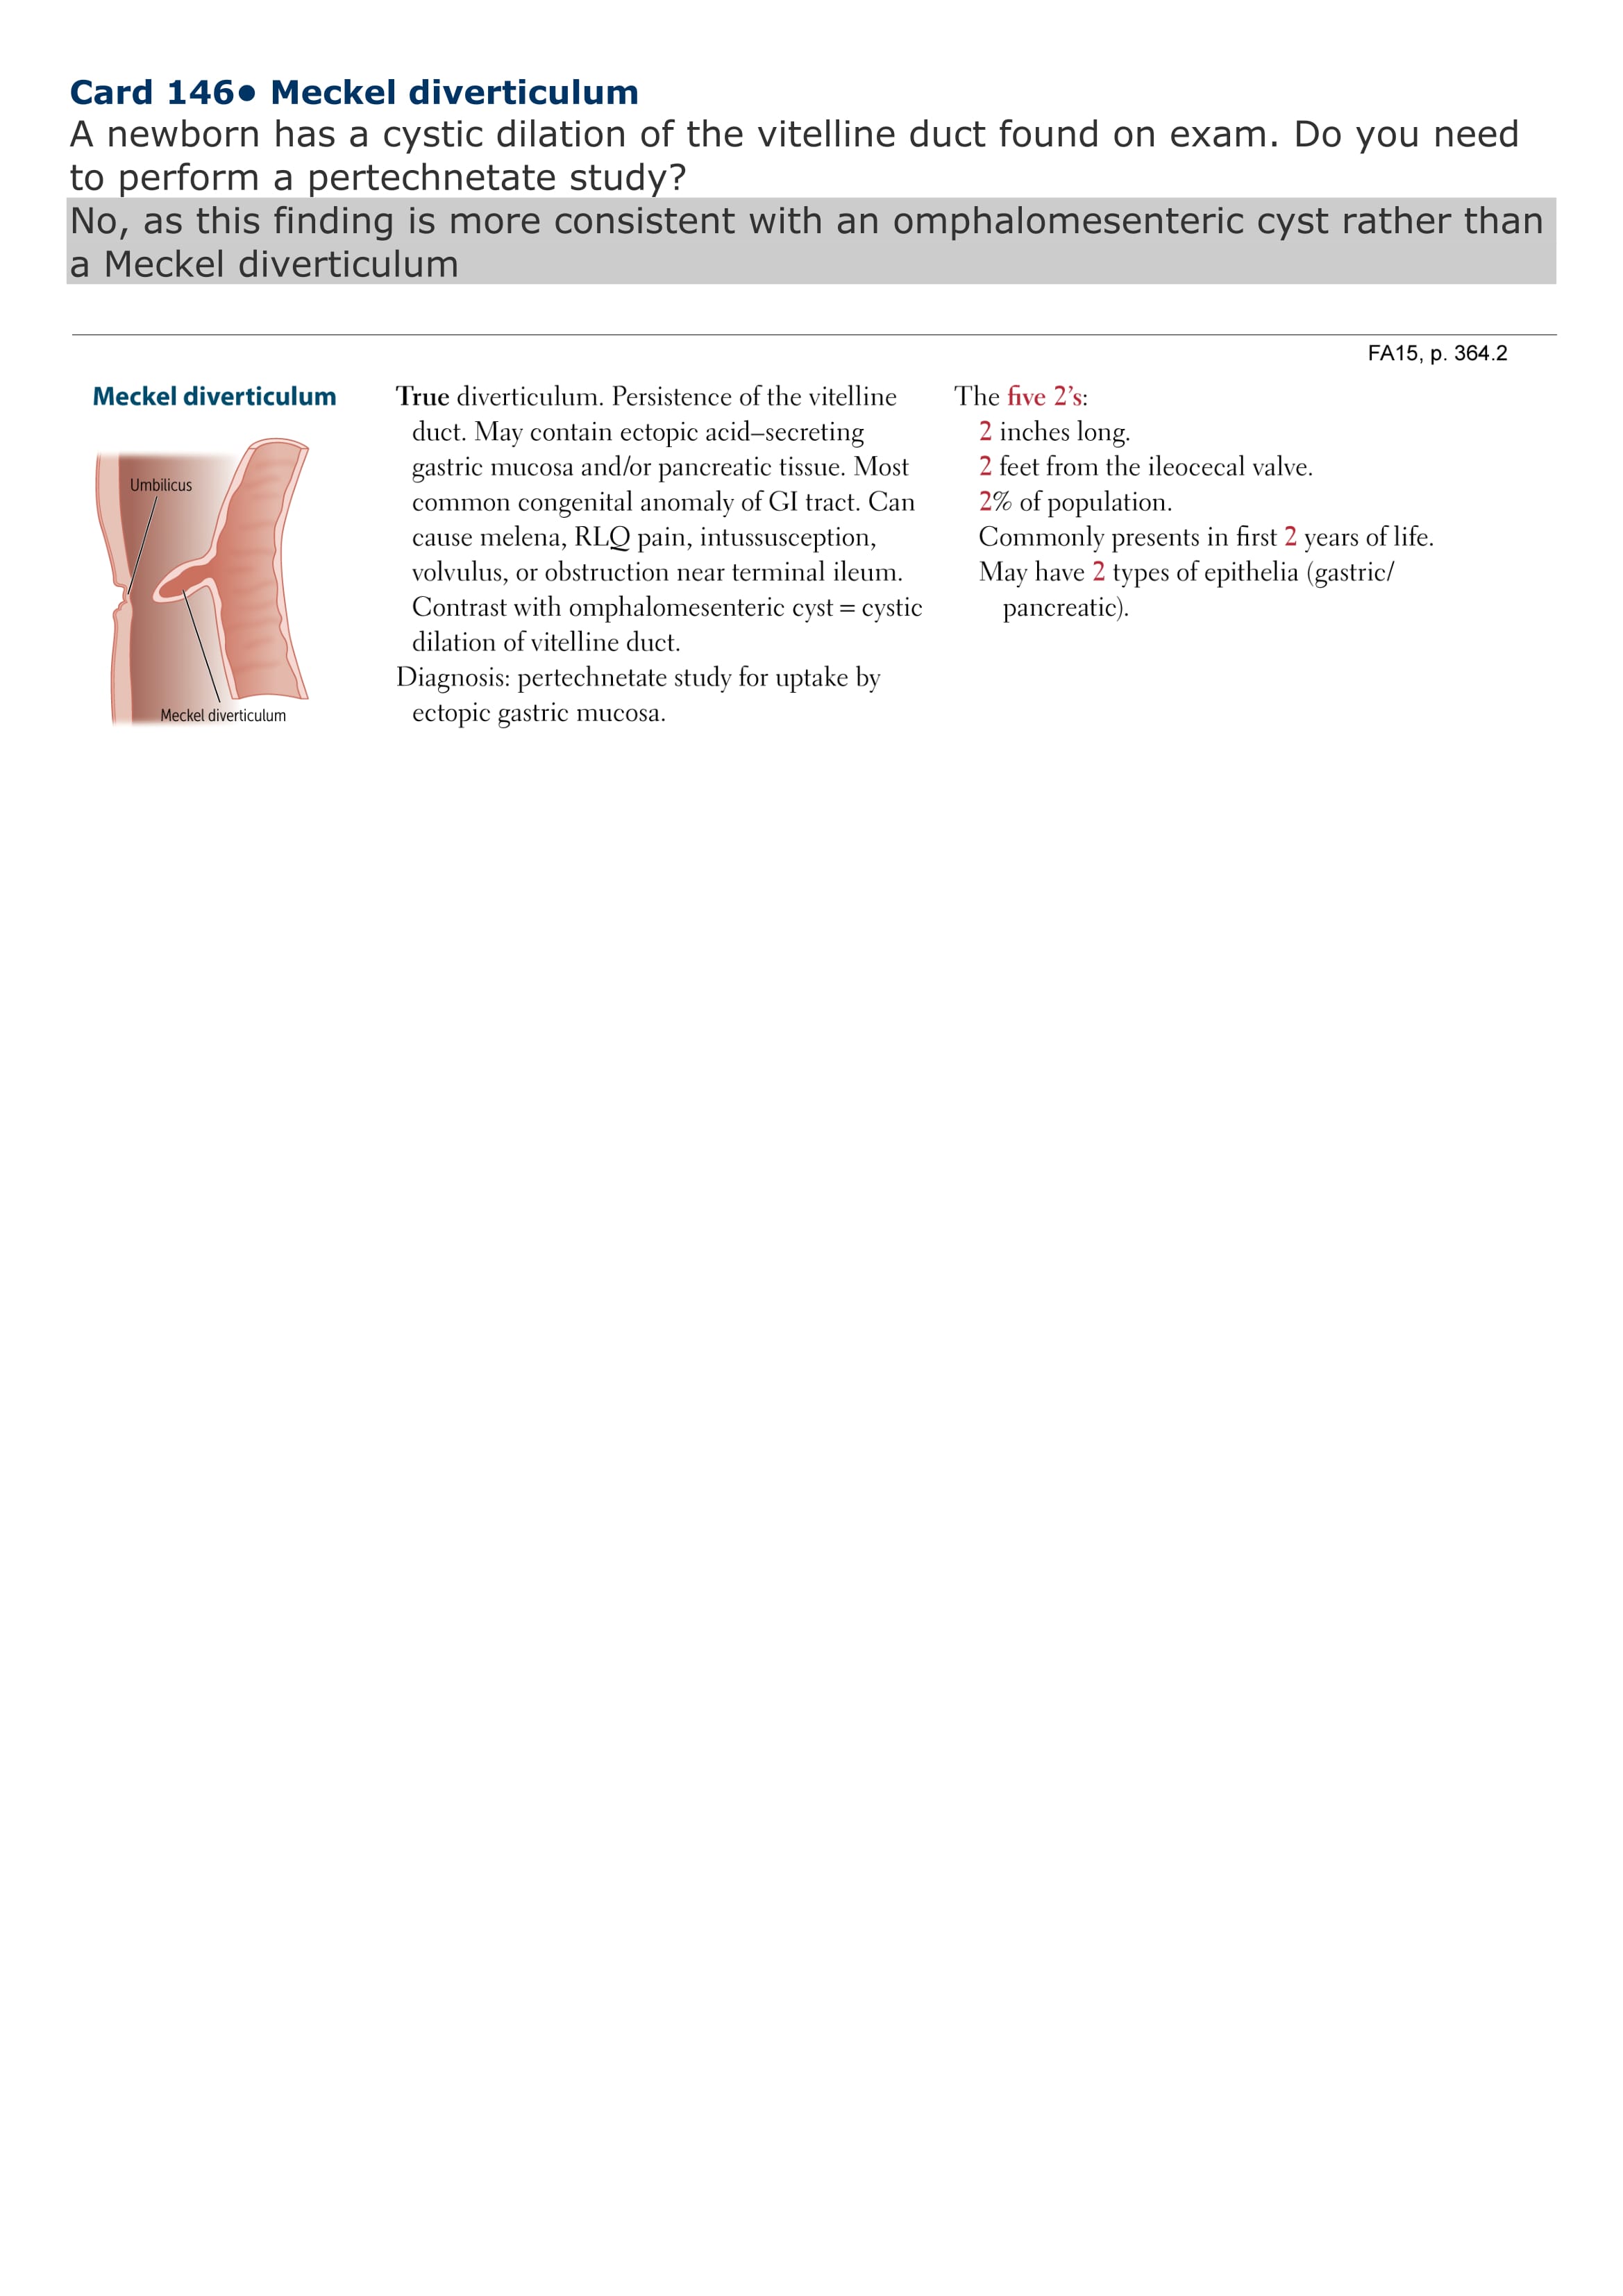 Card 146• Meckel diverticulum
A newborn has a cystic dilation of the vitelline duct found on exam. Do you need
to perform a pertechnetate study?
No, as this finding is more consistent with an omphalomesenteric cyst rather than
a Meckel diverticulum
FA15, p. 364.2
Meckel diverticulum
Umbilicus
Meckel diverticulum
True diverticulum. Persistence of the vitelline
duct. May contain ectopic acid–secreting
gastric mucosa and/or pancreatic tissue. Most
common congenital anomaly of GI tract. Can
cause melena, RLQ pain, intussusception,
volvulus, or obstruction near terminal ileum.
Contrast with omphalomesenteric cyst = cystic
dilation of vitelline duct.
Diagnosis: pertechnetate study for uptake by
ectopic gastric mucosa.
The five 2’s:
2 inches long.
2 feet from the ileocecal valve.
2% of population.
Commonly presents in first 2 years of life.
May have 2 types of epithelia (gastric/
pancreatic).